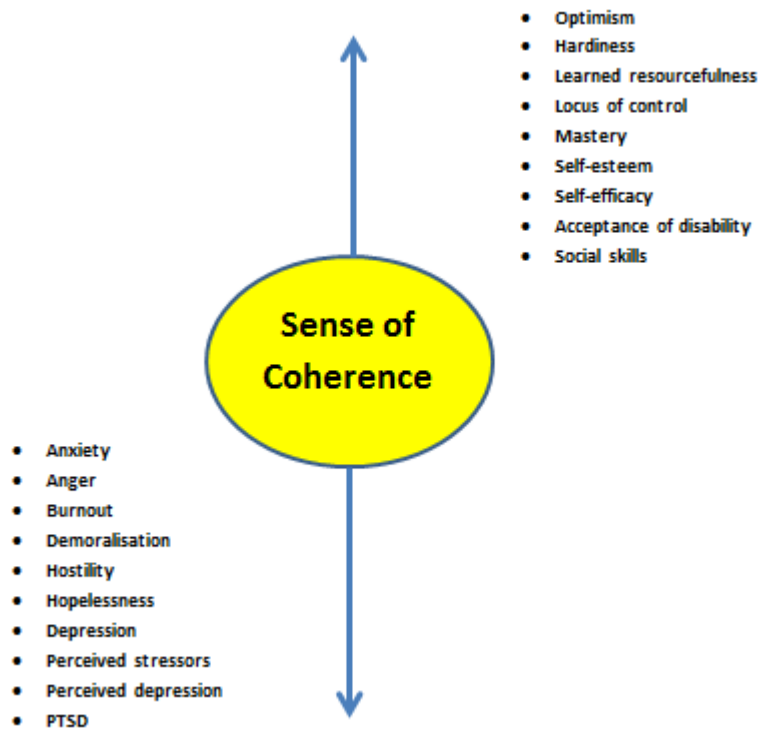 • Optimism
• Hardiness
• Learned resourcefulness
• Locus of control
• Mastery
• Self-esteem
• Self-efficacy
• Acceptance of disability
• Social skills
Sense of
Coherence
• Anxiety
• Anger
• Burnout
• Demoralisation
• Hostility
• Hopelessness
• Depression
• Perceived stressors
• Perceived depression
• PTSD